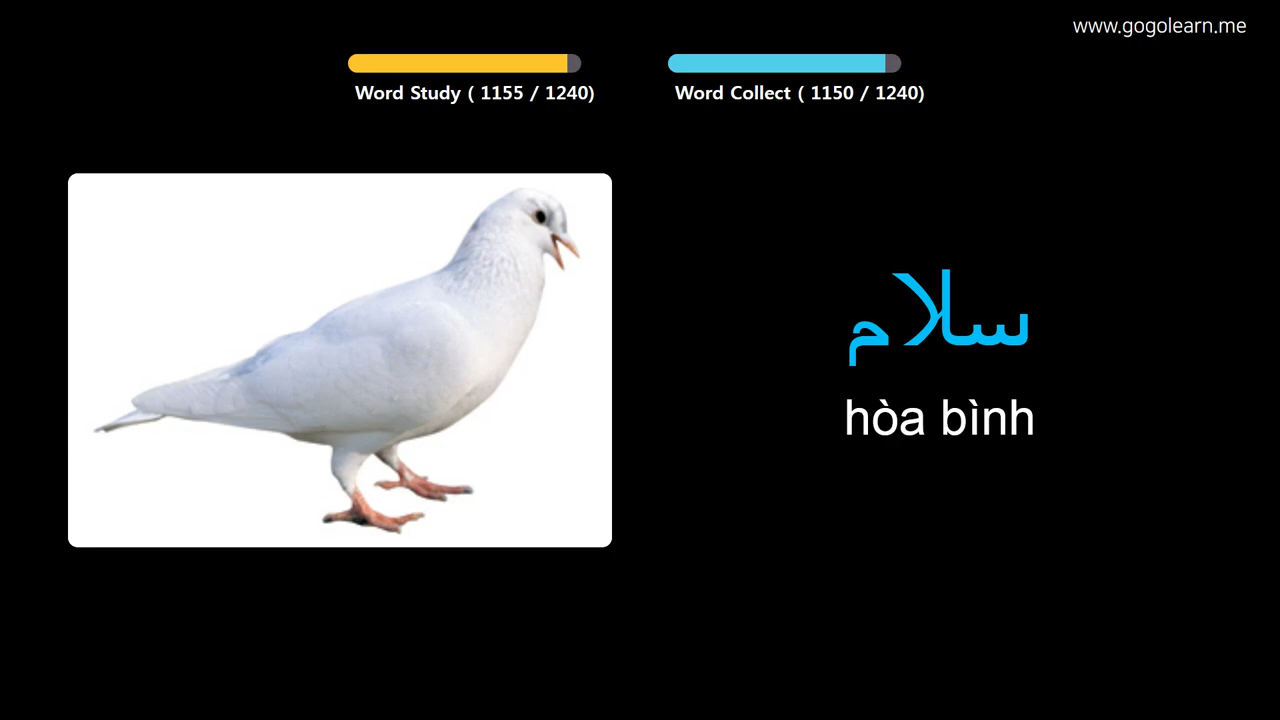 www.gogolearn.me
Word Study ( 1155 / 1240)
Word Collect ( 1150 / 1240)
سلام
hòa bình